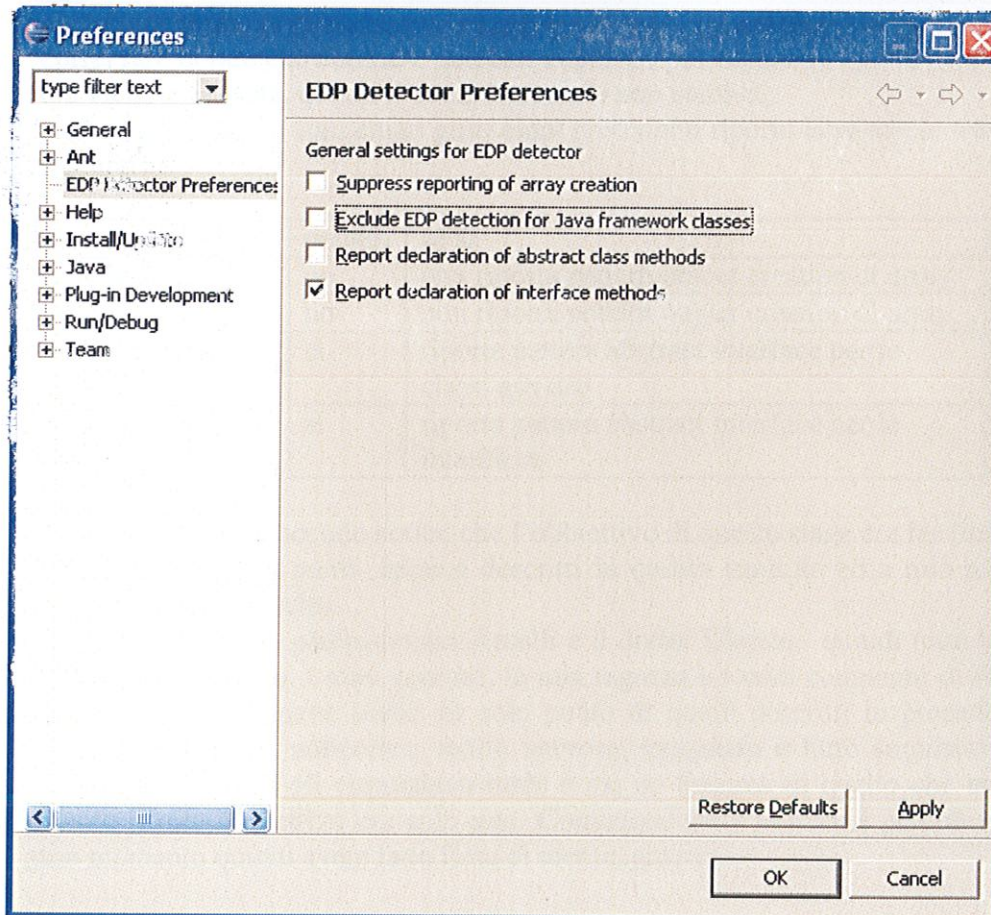 Preferences
type filter text
EDP Detector Preferences
General
Ant
EDP Detector Preferences
Help
Install/Update
Java
Plug-in Development
Run/Debug
Team
General settings for EDP detector
Suppress reporting of array creation
Exclude EDP detection for Java framework classes
Report declaration of abstract class methods
Report declaration of interface methods
Restore Defaults
Apply
OK
Cancel